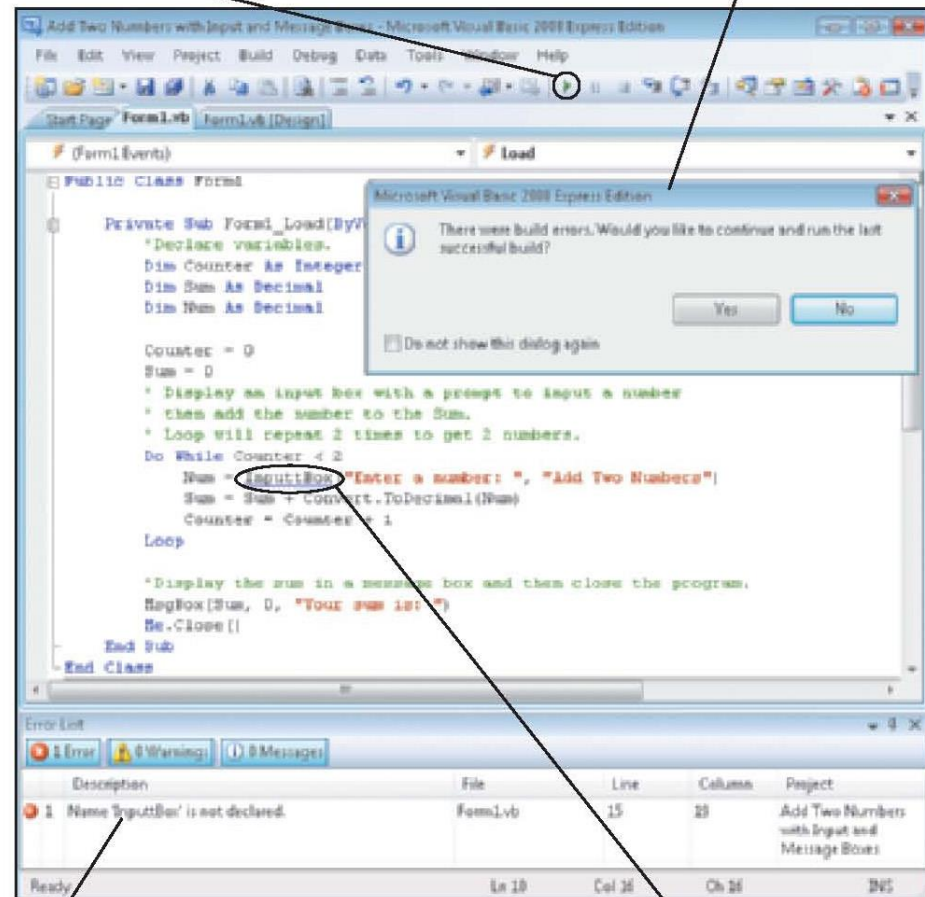 Add Two Numbers with Input and Message Boxes - Microsoft Visual Basic 2008 Express Edition
File Edit View Project Build Debug Data Tools Window Help
Start Page Form1.vb Form1.vb [Design]
(Form1 Events) Load
Public Class Form1
Private Sub Form1_Load(ByV
'Declare variables.
Dim Counter As Integer
Dim Sum As Decimal
Dim Num As Decimal
Microsoft Visual Basic 2008 Express Edition
There were build errors. Would you like to continue and run the last
successful build?
Yes No
Do not show this dialog again
Counter = 0
Sum = 0
' Display an input box with a prompt to input a number
' then add the number to the Sum.
' Loop will repeat 2 times to get 2 numbers.
Do While Counter < 2
Num = InputtBox("Enter a number: ", "Add Two Numbers")
Sum = Sum + Convert.ToDecimal(Num)
Counter = Counter + 1
Loop
'Display the sum in a message box and then close the program.
MsgBox(Sum, 0, "Your sum is: ")
Me.Close()
End Sub
End Class
Error List
1 Error 0 Warnings 0 Messages
Description File Line Column Project
1 Name 'InputtBox' is not declared. Form1.vb 15 19 Add Two Numbers
with Input and
Message Boxes
Ready Ln 18 Col 26 Ch 26 INS